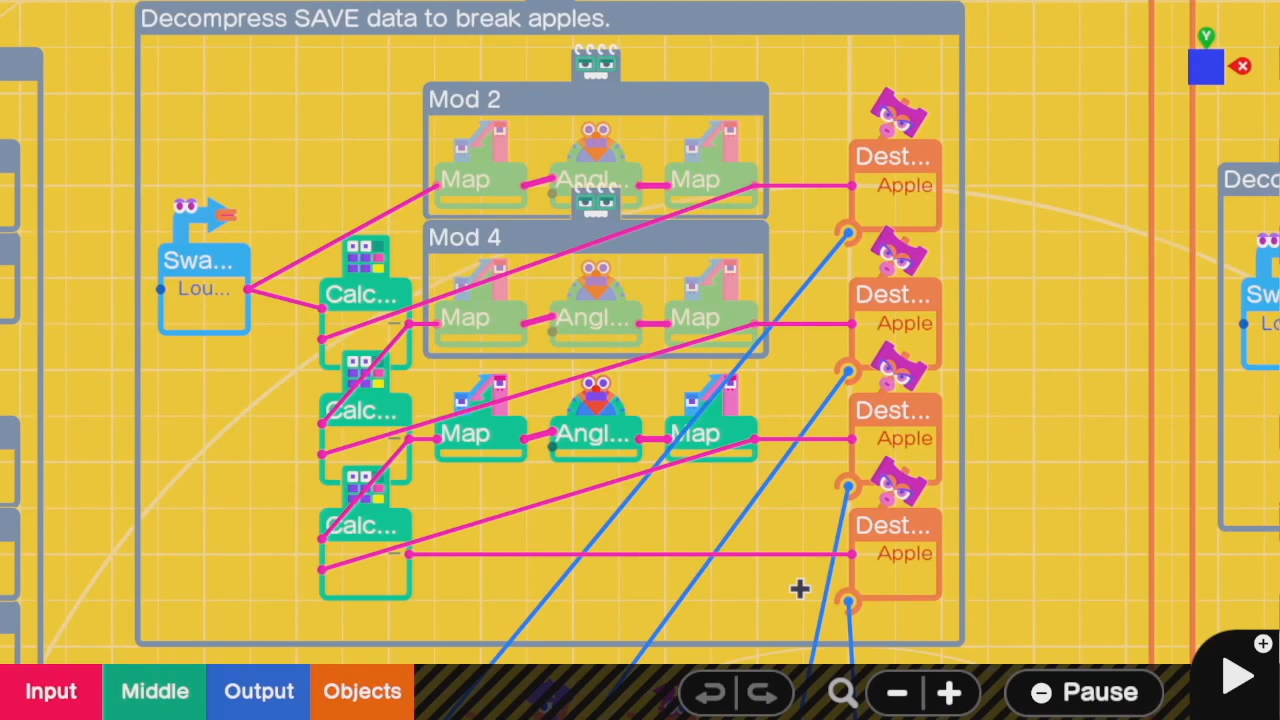 Decompress SAVE data to break apples.
Y
X
Mod 2
Map
Angl...
Map
Dest...
Apple
Deco
Swa...
Lou...
Mod 4
Calc...
Map
Angl...
Map
Dest...
Apple
Sw
Lo
Calc...
Map
Angl...
Map
Dest...
Apple
Calc...
Dest...
Apple
Input
Middle
Output
Objects
Pause